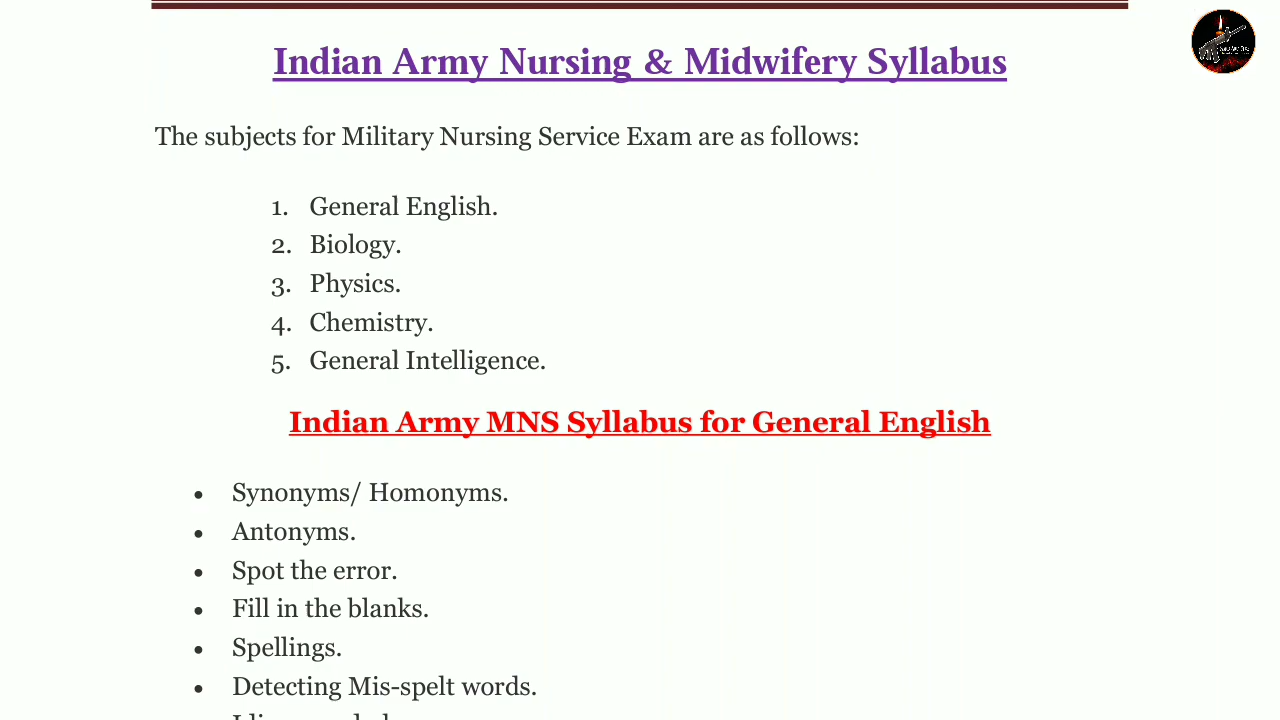 Indian Army Nursing & Midwifery Syllabus
The subjects for Military Nursing Service Exam are as follows:
1. General English.
2. Biology.
3. Physics.
4. Chemistry.
5. General Intelligence.
Indian Army MNS Syllabus for General English
• Synonyms/ Homonyms.
• Antonyms.
• Spot the error.
• Fill in the blanks.
• Spellings.
• Detecting Mis-spelt words.